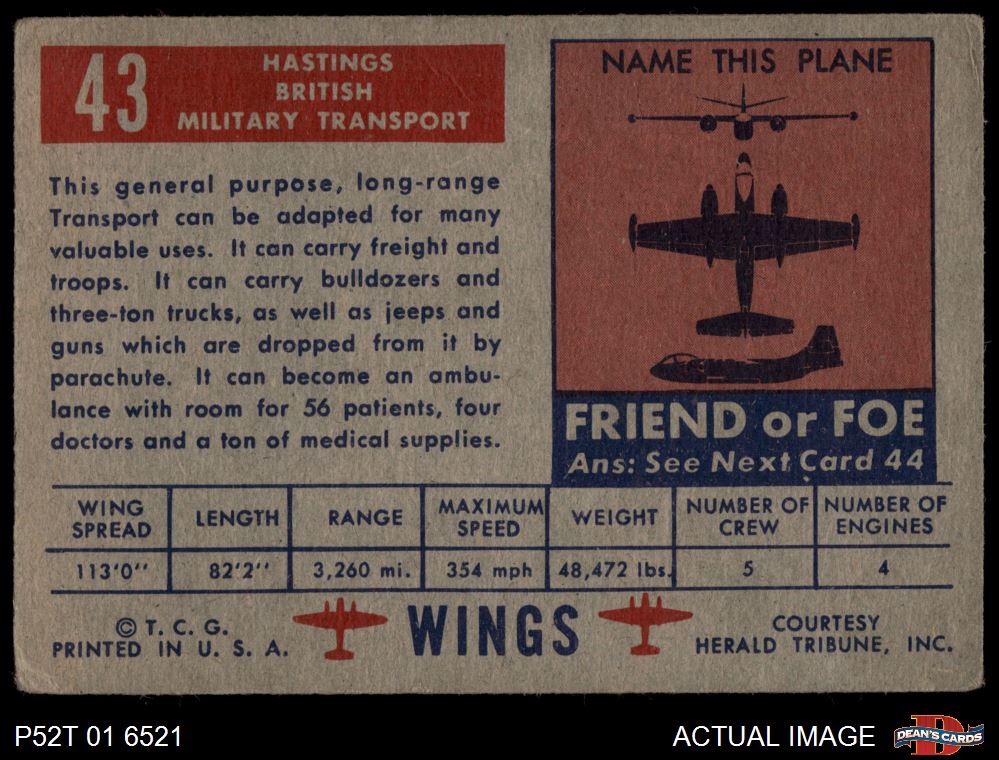 43
HASTINGS
BRITISH
MILITARY TRANSPORT
This general purpose, long-range
Transport can be adapted for many
valuable uses. It can carry freight and
troops. It can carry bulldozers and
three-ton trucks, as well as jeeps and
guns which are dropped from it by
parachute. It can become an ambu-
lance with room for 56 patients, four
doctors and a ton of medical supplies.
NAME THIS PLANE
FRIEND or FOE
Ans: See Next Card 44
WING SPREAD
LENGTH
RANGE
MAXIMUM SPEED
WEIGHT
NUMBER OF CREW
NUMBER OF ENGINES
113'0''
82'2''
3,260 mi.
354 mph
48,472 lbs.
5
4
© T. C. G.
PRINTED IN U. S. A.
WINGS
COURTESY
HERALD TRIBUNE, INC.
P52T 01 6521
ACTUAL IMAGE
DEAN'S CARDS